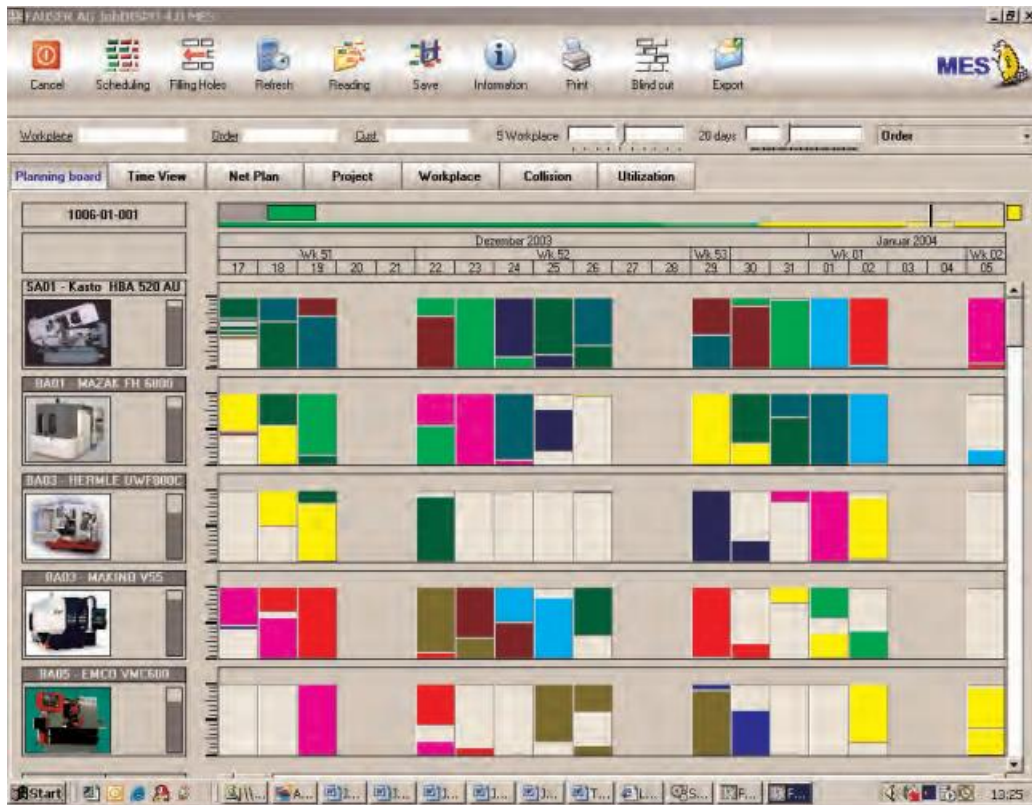 FAUSER AG JobDISPO 4.0 MES
Cancel Scheduling Filing Holes Refresh Reading Save Information Print Blind out Export
MES
Workplace Order Cust. 5 Workplace 20 days Order
Planning board Time View Net Plan Project Workplace Collision Utilization
1006-01-001
Dezember 2003 Januar 2004
Wk 51 Wk 52 Wk 53 Wk 01 Wk 02
17 18 19 20 21 22 23 24 25 26 27 28 29 30 31 01 02 03 04 05
SA01 - Kasto HBA 520 AU
BA01 - MAZAK FH 6800
BA03 - HERMLE UWF800C
BA03 - MAKINO V55
BA05 - EMCO VMC600
Start A... J... J... J... J... T... L... S... F... F... 13:25